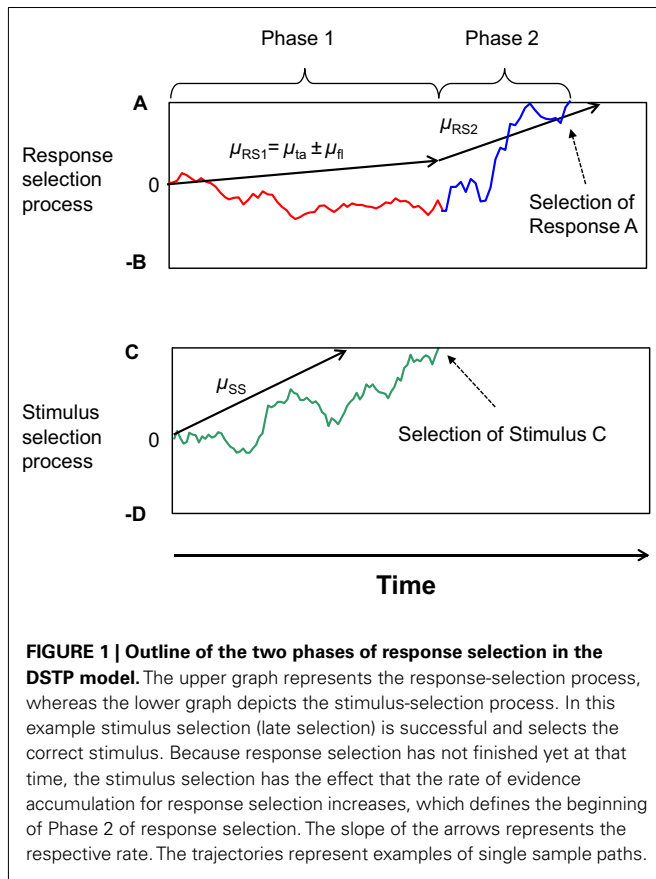 Phase 1
Phase 2
A
μRS2
μRS1= μta ± μfl
Response
selection
process
0
Selection of
Response A
-B
C
μSS
Stimulus
selection
process
0
Selection of Stimulus C
-D
Time
FIGURE 1 | Outline of the two phases of response selection in the
DSTP model. The upper graph represents the response-selection process,
whereas the lower graph depicts the stimulus-selection process. In this
example stimulus selection (late selection) is successful and selects the
correct stimulus. Because response selection has not finished yet at that
time, the stimulus selection has the effect that the rate of evidence
accumulation for response selection increases, which defines the beginning
of Phase 2 of response selection. The slope of the arrows represents the
respective rate. The trajectories represent examples of single sample paths.